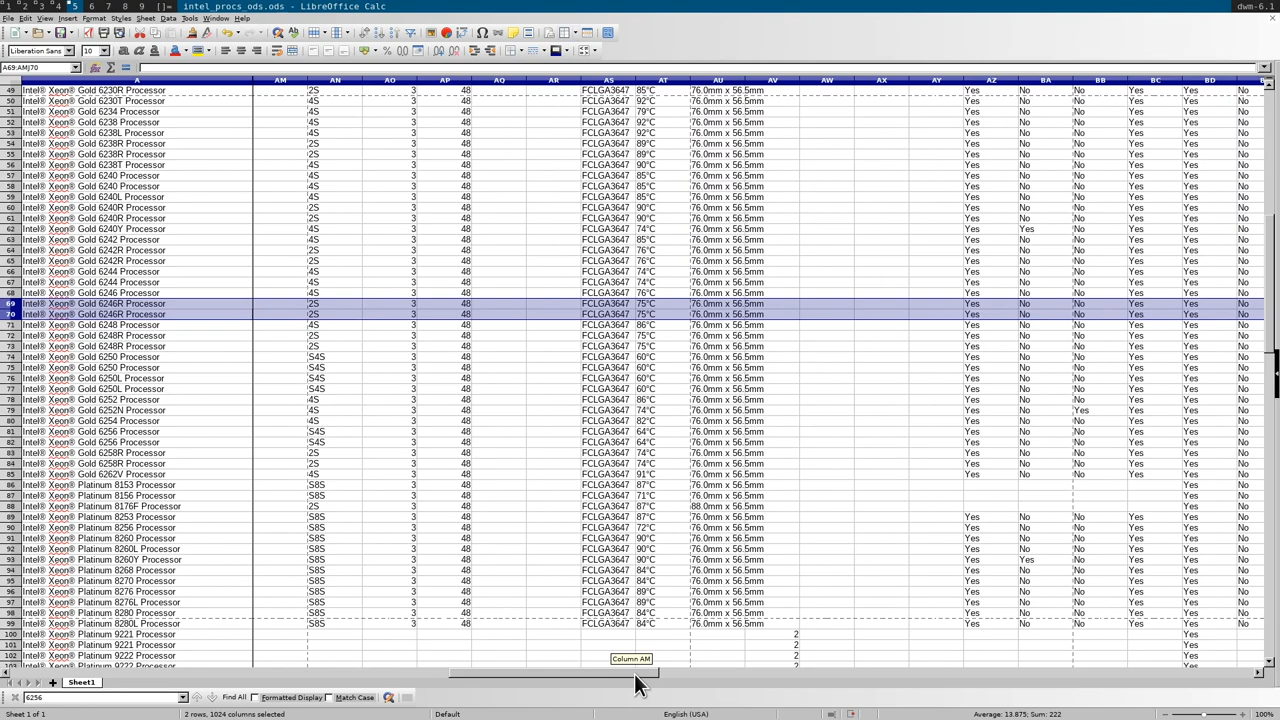 1 2 3 4 5 6 7 8 9 []= intel_procs_ods.ods - LibreOffice Calc dwm-6.1
File Edit View Insert Format Styles Sheet Data Tools Window Help
Liberation Sans 10
A69:AMJ70
A AM AN AO AP AQ AR AS AT AU AV AW AX AY AZ BA BB BC BD
49 Intel® Xeon® Gold 6230R Processor 2S 3 48 FCLGA3647 85°C 76.0mm x 56.5mm Yes No No Yes Yes No
50 Intel® Xeon® Gold 6230T Processor 4S 3 48 FCLGA3647 92°C 76.0mm x 56.5mm Yes No No Yes Yes No
51 Intel® Xeon® Gold 6234 Processor 4S 3 48 FCLGA3647 79°C 76.0mm x 56.5mm Yes No No Yes Yes No
52 Intel® Xeon® Gold 6238 Processor 4S 3 48 FCLGA3647 92°C 76.0mm x 56.5mm Yes No No Yes Yes No
53 Intel® Xeon® Gold 6238L Processor 4S 3 48 FCLGA3647 92°C 76.0mm x 56.5mm Yes No No Yes Yes No
54 Intel® Xeon® Gold 6238R Processor 2S 3 48 FCLGA3647 89°C 76.0mm x 56.5mm Yes No No Yes Yes No
55 Intel® Xeon® Gold 6238R Processor 2S 3 48 FCLGA3647 89°C 76.0mm x 56.5mm Yes No No Yes Yes No
56 Intel® Xeon® Gold 6238T Processor 4S 3 48 FCLGA3647 90°C 76.0mm x 56.5mm Yes No No Yes Yes No
57 Intel® Xeon® Gold 6240 Processor 4S 3 48 FCLGA3647 85°C 76.0mm x 56.5mm Yes No No Yes Yes No
58 Intel® Xeon® Gold 6240 Processor 4S 3 48 FCLGA3647 85°C 76.0mm x 56.5mm Yes No No Yes Yes No
59 Intel® Xeon® Gold 6240L Processor 4S 3 48 FCLGA3647 85°C 76.0mm x 56.5mm Yes No No Yes Yes No
60 Intel® Xeon® Gold 6240R Processor 2S 3 48 FCLGA3647 90°C 76.0mm x 56.5mm Yes No No Yes Yes No
61 Intel® Xeon® Gold 6240R Processor 2S 3 48 FCLGA3647 90°C 76.0mm x 56.5mm Yes No No Yes Yes No
62 Intel® Xeon® Gold 6240Y Processor 4S 3 48 FCLGA3647 74°C 76.0mm x 56.5mm Yes Yes No Yes Yes No
63 Intel® Xeon® Gold 6242 Processor 4S 3 48 FCLGA3647 85°C 76.0mm x 56.5mm Yes No No Yes Yes No
64 Intel® Xeon® Gold 6242R Processor 2S 3 48 FCLGA3647 76°C 76.0mm x 56.5mm Yes No No Yes Yes No
65 Intel® Xeon® Gold 6242R Processor 2S 3 48 FCLGA3647 76°C 76.0mm x 56.5mm Yes No No Yes Yes No
66 Intel® Xeon® Gold 6244 Processor 4S 3 48 FCLGA3647 74°C 76.0mm x 56.5mm Yes No No Yes Yes No
67 Intel® Xeon® Gold 6244 Processor 4S 3 48 FCLGA3647 74°C 76.0mm x 56.5mm Yes No No Yes Yes No
68 Intel® Xeon® Gold 6246 Processor 4S 3 48 FCLGA3647 76°C 76.0mm x 56.5mm Yes No No Yes Yes No
69 Intel® Xeon® Gold 6246R Processor 2S 3 48 FCLGA3647 75°C 76.0mm x 56.5mm Yes No No Yes Yes No
70 Intel® Xeon® Gold 6246R Processor 2S 3 48 FCLGA3647 75°C 76.0mm x 56.5mm Yes No No Yes Yes No
71 Intel® Xeon® Gold 6248 Processor 4S 3 48 FCLGA3647 86°C 76.0mm x 56.5mm Yes No No Yes Yes No
72 Intel® Xeon® Gold 6248R Processor 2S 3 48 FCLGA3647 75°C 76.0mm x 56.5mm Yes No No Yes Yes No
73 Intel® Xeon® Gold 6248R Processor 2S 3 48 FCLGA3647 75°C 76.0mm x 56.5mm Yes No No Yes Yes No
74 Intel® Xeon® Gold 6250 Processor S4S 3 48 FCLGA3647 60°C 76.0mm x 56.5mm Yes No No Yes Yes No
75 Intel® Xeon® Gold 6250 Processor S4S 3 48 FCLGA3647 60°C 76.0mm x 56.5mm Yes No No Yes Yes No
76 Intel® Xeon® Gold 6250L Processor S4S 3 48 FCLGA3647 60°C 76.0mm x 56.5mm Yes No No Yes Yes No
77 Intel® Xeon® Gold 6250L Processor S4S 3 48 FCLGA3647 60°C 76.0mm x 56.5mm Yes No No Yes Yes No
78 Intel® Xeon® Gold 6252 Processor 4S 3 48 FCLGA3647 86°C 76.0mm x 56.5mm Yes No No Yes Yes No
79 Intel® Xeon® Gold 6252N Processor 4S 3 48 FCLGA3647 74°C 76.0mm x 56.5mm Yes No Yes Yes Yes No
80 Intel® Xeon® Gold 6254 Processor 4S 3 48 FCLGA3647 82°C 76.0mm x 56.5mm Yes No No Yes Yes No
81 Intel® Xeon® Gold 6256 Processor S4S 3 48 FCLGA3647 64°C 76.0mm x 56.5mm Yes No No Yes Yes No
82 Intel® Xeon® Gold 6256 Processor S4S 3 48 FCLGA3647 64°C 76.0mm x 56.5mm Yes No No Yes Yes No
83 Intel® Xeon® Gold 6258R Processor 2S 3 48 FCLGA3647 74°C 76.0mm x 56.5mm Yes No No Yes Yes No
84 Intel® Xeon® Gold 6258R Processor 2S 3 48 FCLGA3647 74°C 76.0mm x 56.5mm Yes No No Yes Yes No
85 Intel® Xeon® Gold 6262V Processor 4S 3 48 FCLGA3647 91°C 76.0mm x 56.5mm Yes No No Yes Yes No
86 Intel® Xeon® Platinum 8153 Processor S8S 3 48 FCLGA3647 87°C 76.0mm x 56.5mm Yes No
87 Intel® Xeon® Platinum 8156 Processor S8S 3 48 FCLGA3647 71°C 76.0mm x 56.5mm Yes No
88 Intel® Xeon® Platinum 8176F Processor 2S 3 48 FCLGA3647 87°C 88.0mm x 56.5mm Yes No
89 Intel® Xeon® Platinum 8253 Processor S8S 3 48 FCLGA3647 87°C 76.0mm x 56.5mm Yes No No Yes Yes No
90 Intel® Xeon® Platinum 8256 Processor S8S 3 48 FCLGA3647 72°C 76.0mm x 56.5mm Yes No No Yes Yes No
91 Intel® Xeon® Platinum 8260 Processor S8S 3 48 FCLGA3647 90°C 76.0mm x 56.5mm Yes No No Yes Yes No
92 Intel® Xeon® Platinum 8260L Processor S8S 3 48 FCLGA3647 90°C 76.0mm x 56.5mm Yes No No Yes Yes No
93 Intel® Xeon® Platinum 8260Y Processor S8S 3 48 FCLGA3647 90°C 76.0mm x 56.5mm Yes Yes No Yes Yes No
94 Intel® Xeon® Platinum 8268 Processor S8S 3 48 FCLGA3647 84°C 76.0mm x 56.5mm Yes No No Yes Yes No
95 Intel® Xeon® Platinum 8270 Processor S8S 3 48 FCLGA3647 84°C 76.0mm x 56.5mm Yes No No Yes Yes No
96 Intel® Xeon® Platinum 8276 Processor S8S 3 48 FCLGA3647 89°C 76.0mm x 56.5mm Yes No No Yes Yes No
97 Intel® Xeon® Platinum 8276L Processor S8S 3 48 FCLGA3647 89°C 76.0mm x 56.5mm Yes No No Yes Yes No
98 Intel® Xeon® Platinum 8280 Processor S8S 3 48 FCLGA3647 84°C 76.0mm x 56.5mm Yes No No Yes Yes No
99 Intel® Xeon® Platinum 8280L Processor S8S 3 48 FCLGA3647 84°C 76.0mm x 56.5mm Yes No No Yes Yes No
100 Intel® Xeon® Platinum 9221 Processor 2 Yes
101 Intel® Xeon® Platinum 9221 Processor 2 Yes
102 Intel® Xeon® Platinum 9222 Processor 2 Yes
103 Intel® Xeon® Platinum 9222 Processor 2 Yes
Column AM
Sheet1
6256 Find All Formatted Display Match Case
Sheet 1 of 1 2 rows, 1024 columns selected Default English (USA) Average: 13.875; Sum: 222 100%